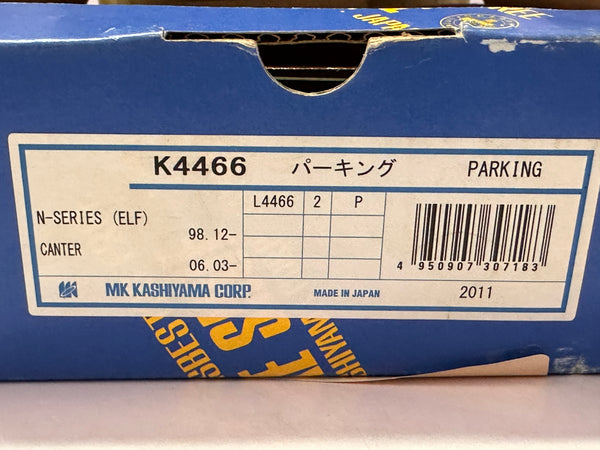 K4466 パーキング PARKING
L4466 2 P
N-SERIES (ELF)
98.12-
CANTER
06.03-
4 950907 307183
MK KASHIYAMA CORP. MADE IN JAPAN 2011